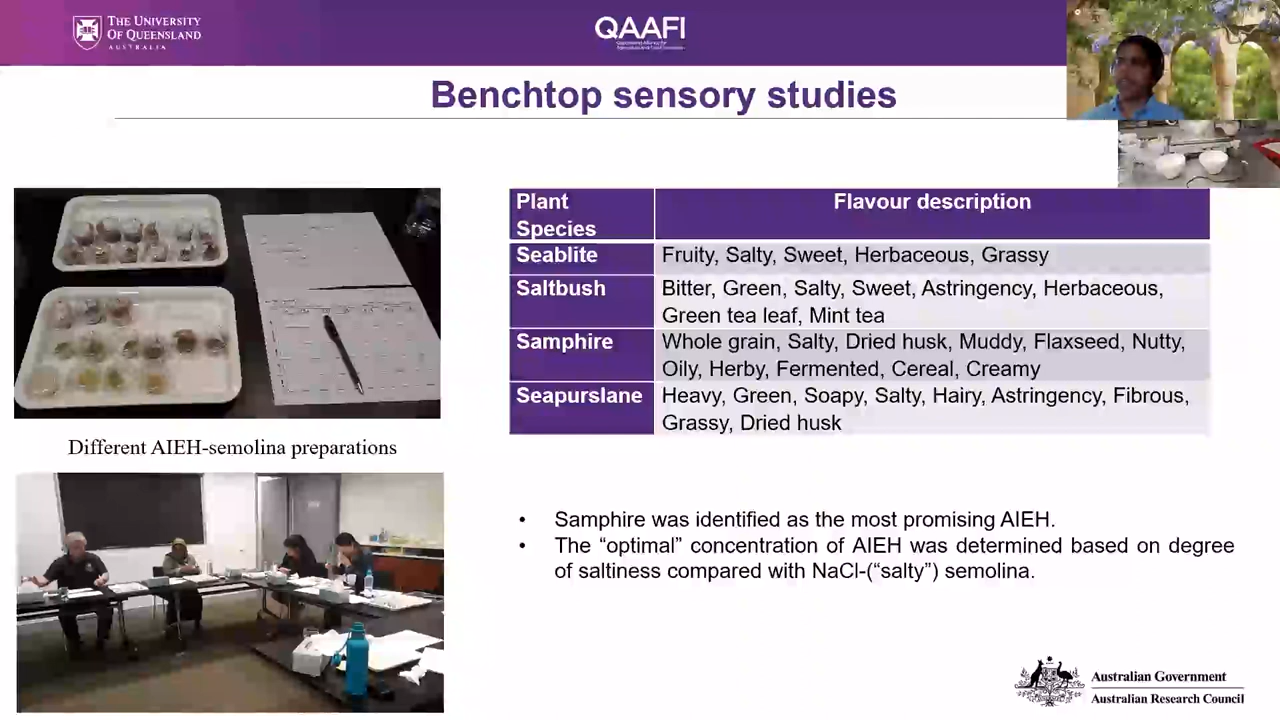 THE UNIVERSITY
OF QUEENSLAND
AUSTRALIA
QAAFI
Benchtop sensory studies
Plant
Species
Flavour description
Seablite
Fruity, Salty, Sweet, Herbaceous, Grassy
Saltbush
Bitter, Green, Salty, Sweet, Astringency, Herbaceous,
Green tea leaf, Mint tea
Samphire
Whole grain, Salty, Dried husk, Muddy, Flaxseed, Nutty,
Oily, Herby, Fermented, Cereal, Creamy
Seapurslane
Heavy, Green, Soapy, Salty, Hairy, Astringency, Fibrous,
Grassy, Dried husk
Different AIEH-semolina preparations
• Samphire was identified as the most promising AIEH.
• The “optimal” concentration of AIEH was determined based on degree
of saltiness compared with NaCl-(“salty”) semolina.
Australian Government
Australian Research Council